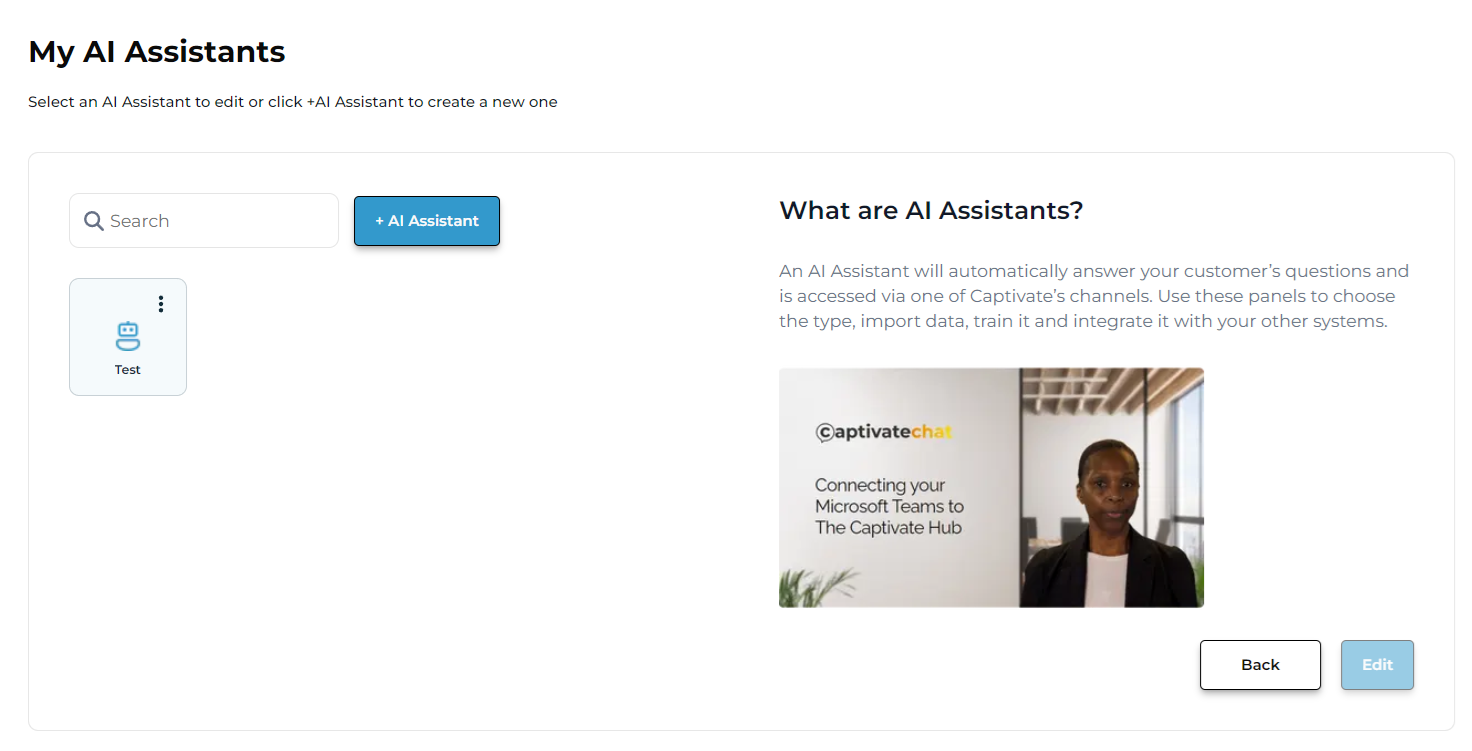 My AI Assistants
Select an AI Assistant to edit or click +AI Assistant to create a new one
Search
+ AI Assistant
Test
What are AI Assistants?
An AI Assistant will automatically answer your customer’s questions and
is accessed via one of Captivate’s channels. Use these panels to choose
the type, import data, train it and integrate it with your other systems.
captivatechat
Connecting your
Microsoft Teams to
The Captivate Hub
Back
Edit